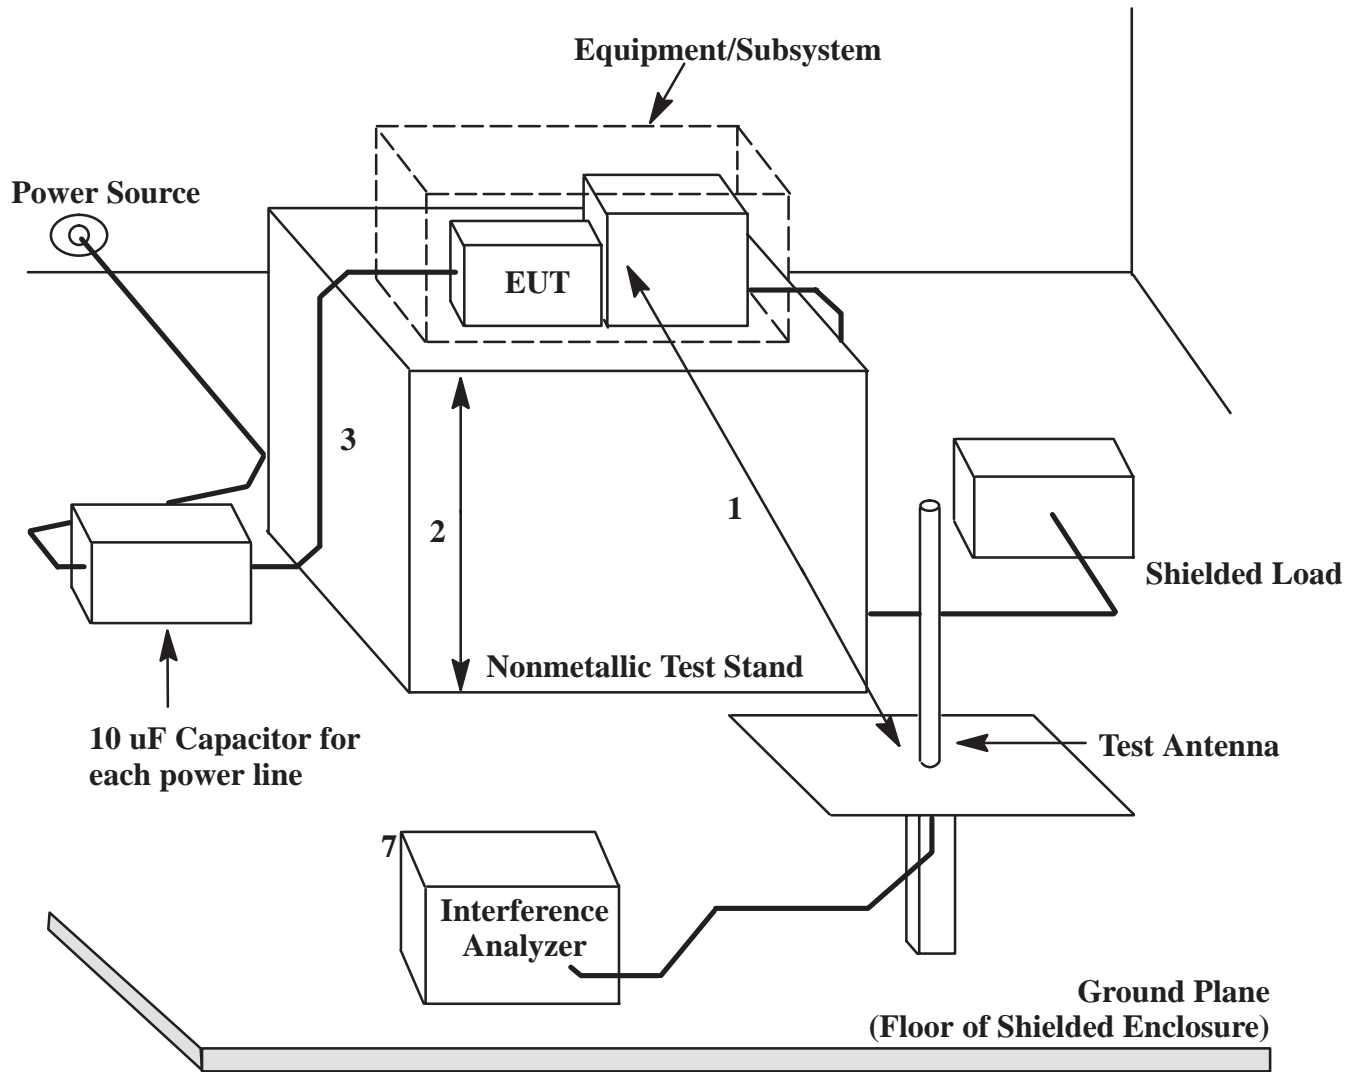 Equipment/Subsystem
Power Source
EUT
3
2
1
Shielded Load
Nonmetallic Test Stand
10 uF Capacitor for
each power line
Test Antenna
7
Interference
Analyzer
Ground Plane
(Floor of Shielded Enclosure)